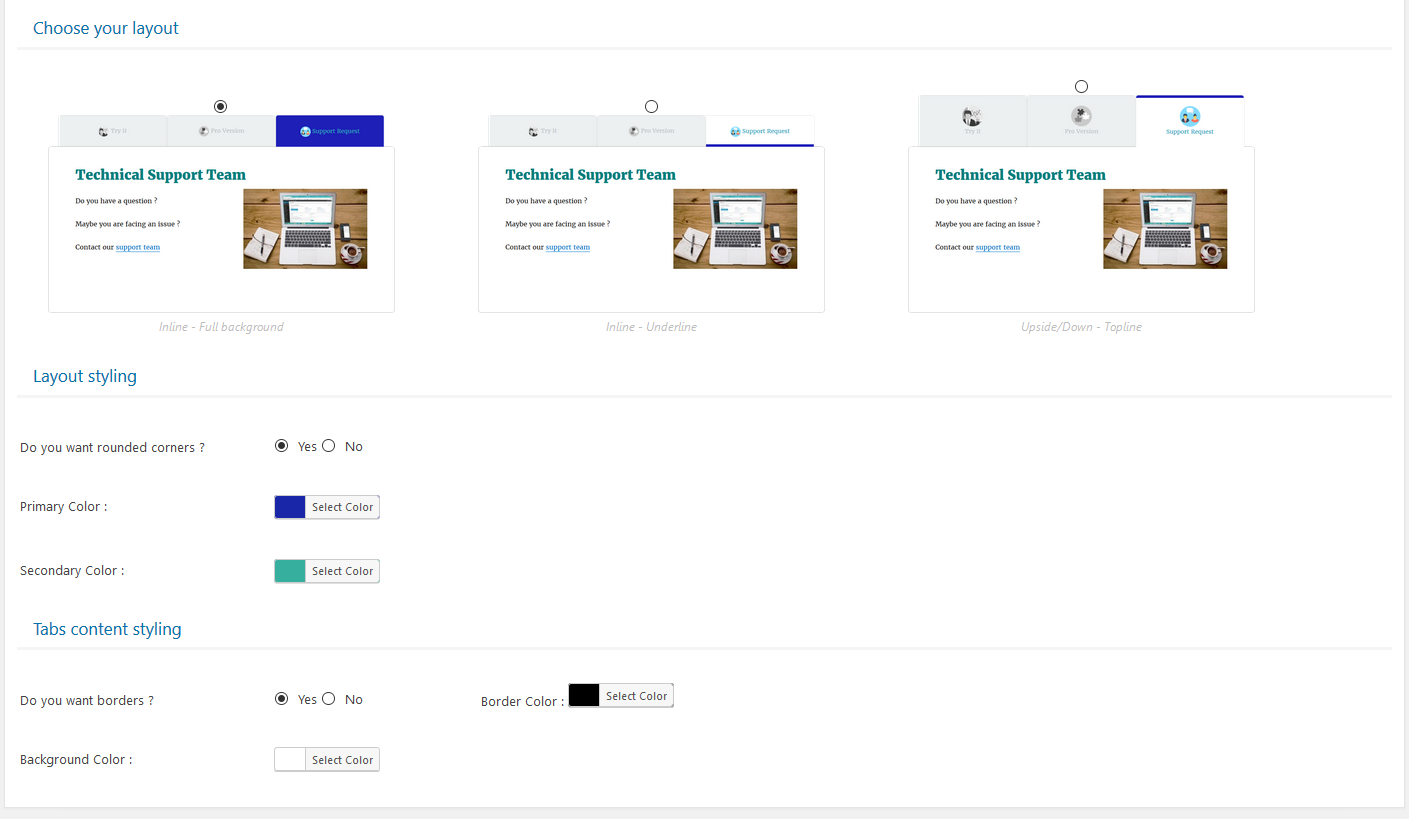 Choose your layout
Try it Pro Version Support Request
Technical Support Team
Do you have a question ?
Maybe you are facing an issue ?
Contact our support team
Inline - Full background
Try it Pro Version Support Request
Technical Support Team
Do you have a question ?
Maybe you are facing an issue ?
Contact our support team
Inline - Underline
Try it Pro Version Support Request
Technical Support Team
Do you have a question ?
Maybe you are facing an issue ?
Contact our support team
Upside/Down - Topline
Layout styling
Do you want rounded corners ? Yes No
Primary Color : Select Color
Secondary Color : Select Color
Tabs content styling
Do you want borders ? Yes No Border Color : Select Color
Background Color : Select Color